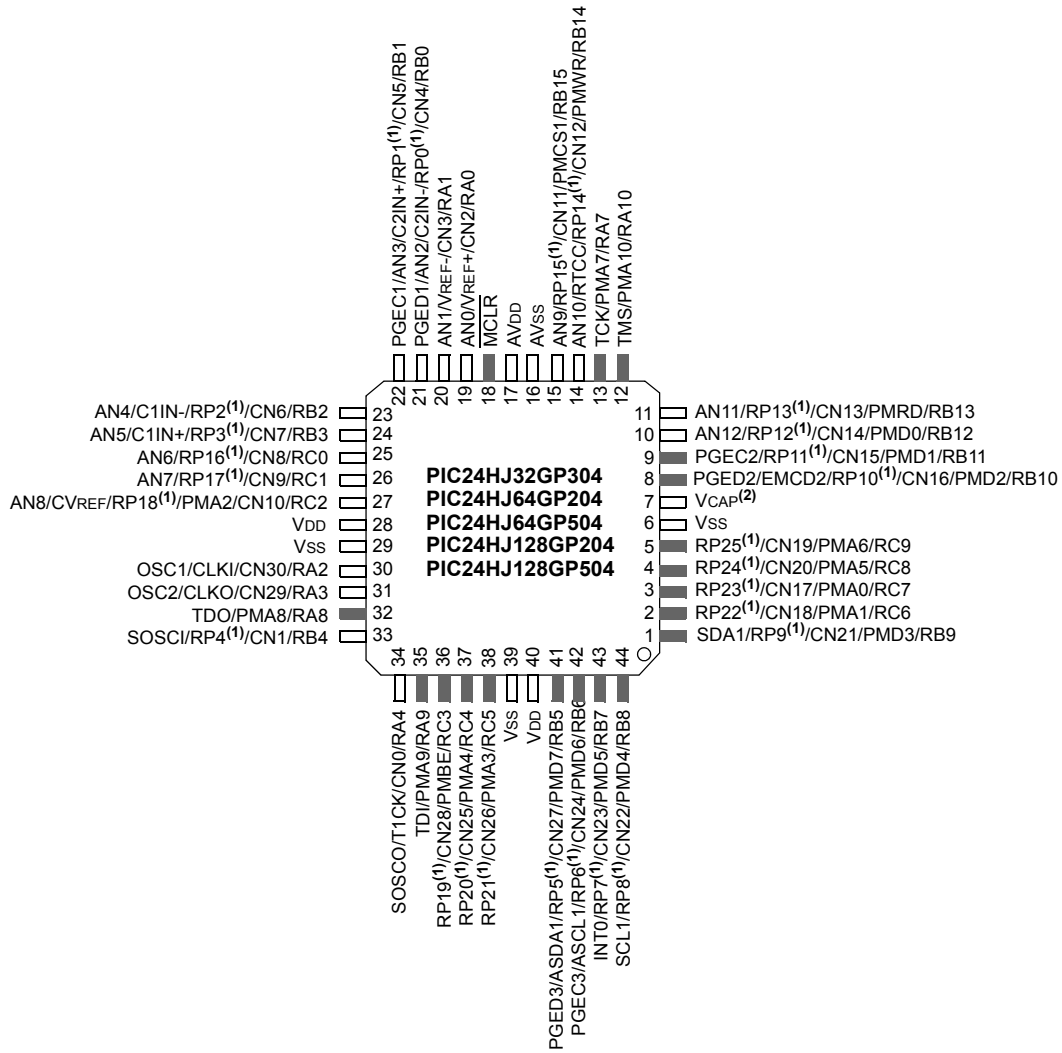 PGEC1/AN3/C2IN+/RP1(1)/CN5/RB1
PGED1/AN2/C2IN-/RP0(1)/CN4/RB0
AN1/VREF-/CN3/RA1
AN0/VREF+/CN2/RA0
MCLR
AVDD
AVSS
AN9/RP15(1)/CN11/PMCS1/RB15
AN10/RTCC/RP14(1)/CN12/PMWR/RB14
TCK/PMA7/RA7
TMS/PMA10/RA10
22 21 20 19 18 17 16 15 14 13 12
AN4/C1IN-/RP2(1)/CN6/RB2 23
AN5/C1IN+/RP3(1)/CN7/RB3 24
AN6/RP16(1)/CN8/RC0 25
AN7/RP17(1)/CN9/RC1 26
AN8/CVREF/RP18(1)/PMA2/CN10/RC2 27
VDD 28
VSS 29
OSC1/CLKI/CN30/RA2 30
OSC2/CLKO/CN29/RA3 31
TDO/PMA8/RA8 32
SOSCI/RP4(1)/CN1/RB4 33
PIC24HJ32GP304
PIC24HJ64GP204
PIC24HJ64GP504
PIC24HJ128GP204
PIC24HJ128GP504
11 AN11/RP13(1)/CN13/PMRD/RB13
10 AN12/RP12(1)/CN14/PMD0/RB12
9 PGEC2/RP11(1)/CN15/PMD1/RB11
8 PGED2/EMCD2/RP10(1)/CN16/PMD2/RB10
7 VCAP(2)
6 VSS
5 RP25(1)/CN19/PMA6/RC9
4 RP24(1)/CN20/PMA5/RC8
3 RP23(1)/CN17/PMA0/RC7
2 RP22(1)/CN18/PMA1/RC6
1 SDA1/RP9(1)/CN21/PMD3/RB9
34 35 36 37 38 39 40 41 42 43 44
SOSCO/T1CK/CN0/RA4
TDI/PMA9/RA9
RP19(1)/CN28/PMBE/RC3
RP20(1)/CN25/PMA4/RC4
RP21(1)/CN26/PMA3/RC5
VSS
VDD
PGED3/ASDA1/RP5(1)/CN27/PMD7/RB5
PGEC3/ASCL1/RP6(1)/CN24/PMD6/RB6
INT0/RP7(1)/CN23/PMD5/RB7
SCL1/RP8(1)/CN22/PMD4/RB8